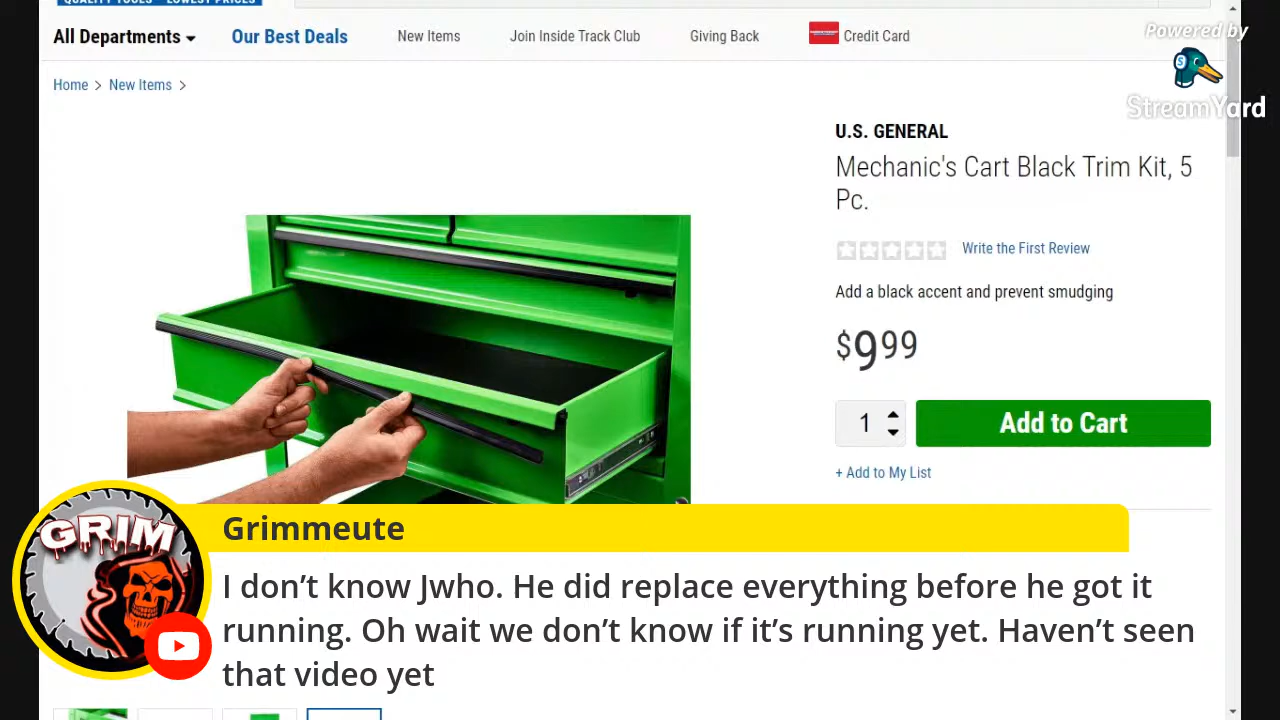 QUALITY TOOLS LOWEST PRICES
All Departments
Our Best Deals
New Items
Join Inside Track Club
Giving Back
Credit Card
Powered by
StreamYard
Home > New Items >
U.S. GENERAL
Mechanic's Cart Black Trim Kit, 5
Pc.
Write the First Review
Add a black accent and prevent smudging
$9 99
1
Add to Cart
+ Add to My List
GRIM
Grimmeute
I don't know Jwho. He did replace everything before he got it
running. Oh wait we don't know if it's running yet. Haven't seen
that video yet